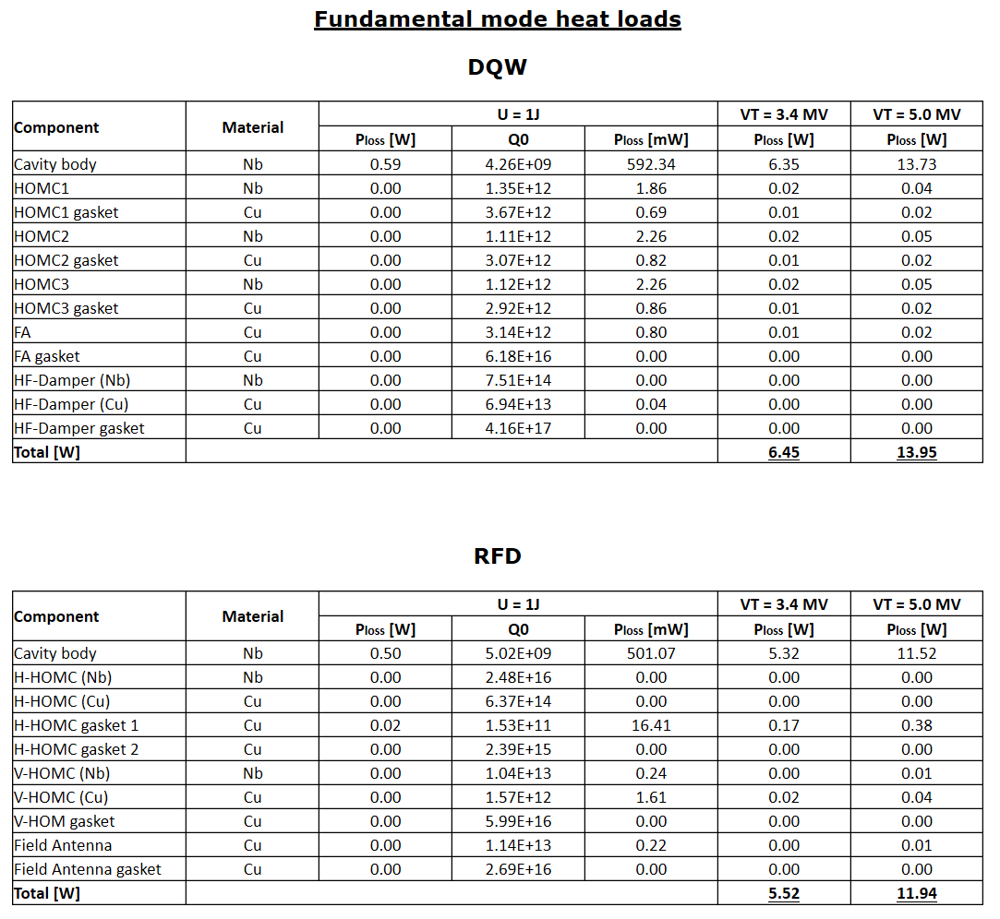 Fundamental mode heat loads
DQW
Component Material U = 1J VT = 3.4 MV VT = 5.0 MV
Ploss [W] Q0 Ploss [mW] Ploss [W] Ploss [W]
Cavity body Nb 0.59 4.26E+09 592.34 6.35 13.73
HOMC1 Nb 0.00 1.35E+12 1.86 0.02 0.04
HOMC1 gasket Cu 0.00 3.67E+12 0.69 0.01 0.02
HOMC2 Nb 0.00 1.11E+12 2.26 0.02 0.05
HOMC2 gasket Cu 0.00 3.07E+12 0.82 0.01 0.02
HOMC3 Nb 0.00 1.12E+12 2.26 0.02 0.05
HOMC3 gasket Cu 0.00 2.92E+12 0.86 0.01 0.02
FA Cu 0.00 3.14E+12 0.80 0.01 0.02
FA gasket Cu 0.00 6.18E+16 0.00 0.00 0.00
HF-Damper (Nb) Nb 0.00 7.51E+14 0.00 0.00 0.00
HF-Damper (Cu) Cu 0.00 6.94E+13 0.04 0.00 0.00
HF-Damper gasket Cu 0.00 4.16E+17 0.00 0.00 0.00
Total [W] 6.45 13.95
RFD
Component Material U = 1J VT = 3.4 MV VT = 5.0 MV
Ploss [W] Q0 Ploss [mW] Ploss [W] Ploss [W]
Cavity body Nb 0.50 5.02E+09 501.07 5.32 11.52
H-HOMC (Nb) Nb 0.00 2.48E+16 0.00 0.00 0.00
H-HOMC (Cu) Cu 0.00 6.37E+14 0.00 0.00 0.00
H-HOMC gasket 1 Cu 0.02 1.53E+11 16.41 0.17 0.38
H-HOMC gasket 2 Cu 0.00 2.39E+15 0.00 0.00 0.00
V-HOMC (Nb) Nb 0.00 1.04E+13 0.24 0.00 0.01
V-HOMC (Cu) Cu 0.00 1.57E+12 1.61 0.02 0.04
V-HOM gasket Cu 0.00 5.99E+16 0.00 0.00 0.00
Field Antenna Cu 0.00 1.14E+13 0.22 0.00 0.01
Field Antenna gasket Cu 0.00 2.69E+16 0.00 0.00 0.00
Total [W] 5.52 11.94